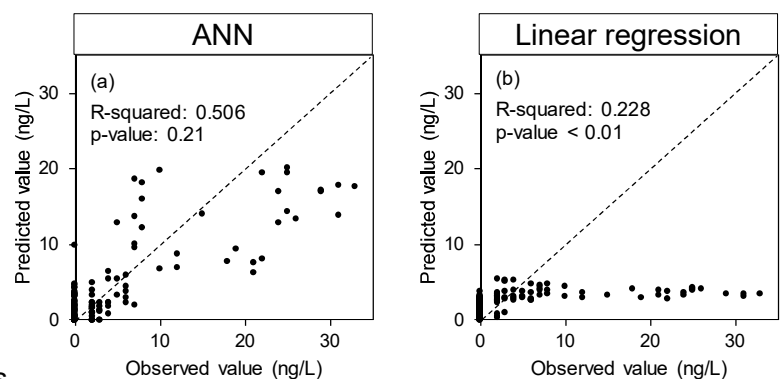 ANN
(a)
R-squared: 0.506
p-value: 0.21
30
20
10
0
Predicted value (ng/L)
0 10 20 30
Observed value (ng/L)
Linear regression
(b)
R-squared: 0.228
p-value < 0.01
30
20
10
0
Predicted value (ng/L)
0 10 20 30
Observed value (ng/L)